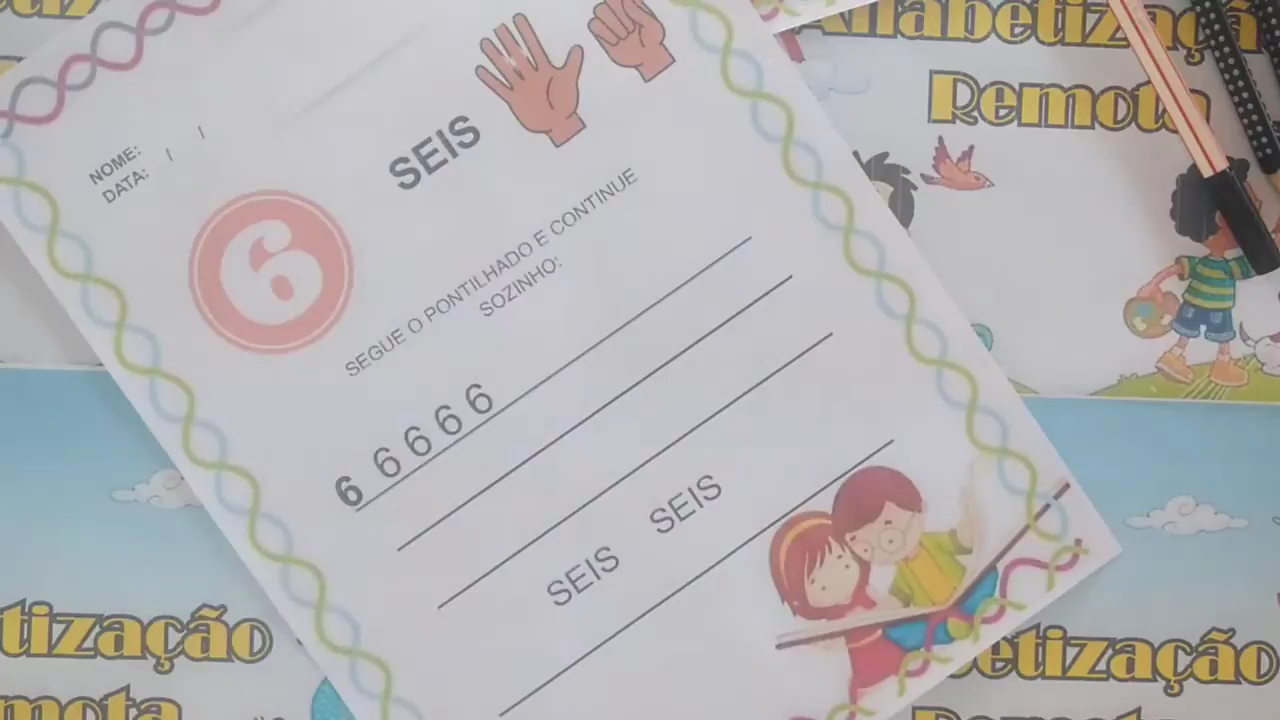 NOME:
DATA: / /
SEIS
6
SEGUE O PONTILHADO E CONTINUE
SOZINHO:
6 6 6 6 6
SEIS SEIS
Alfabetização
Remota
tização
mota
etização
Remota